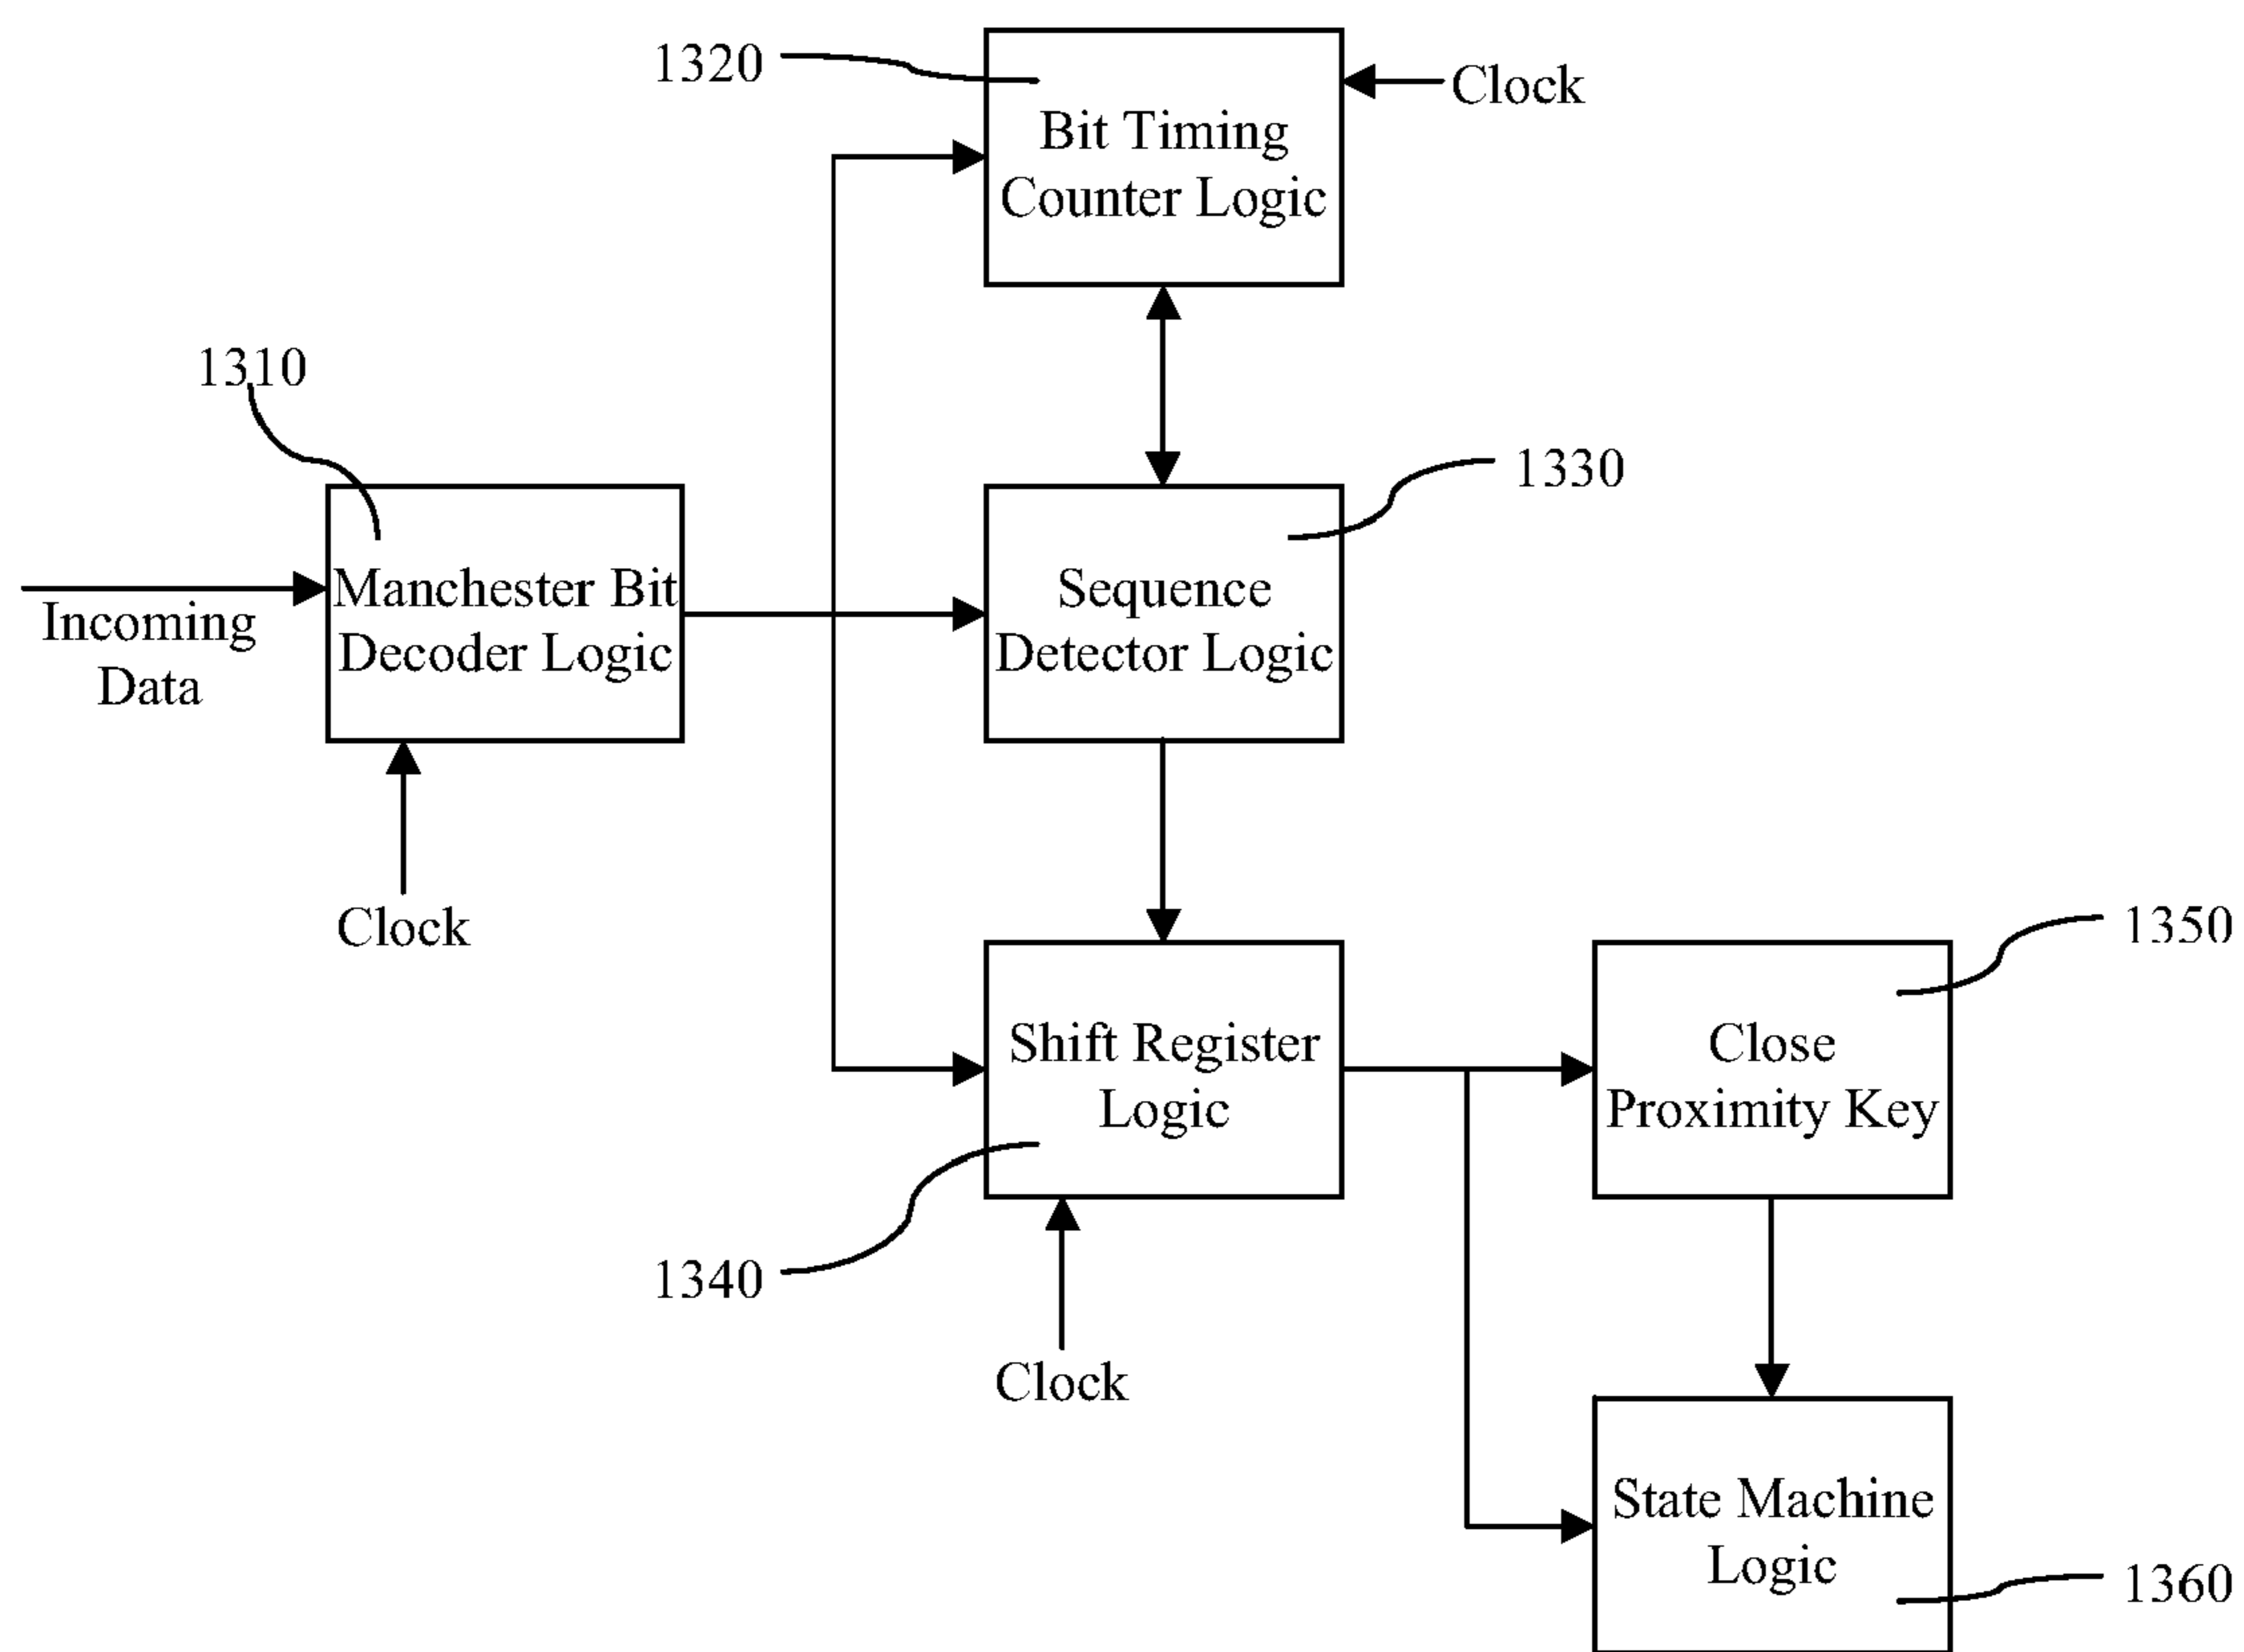 1320
Clock
Bit Timing
Counter Logic
1310
1330
Manchester Bit
Decoder Logic
Sequence
Detector Logic
Incoming
Data
Clock
1350
Shift Register
Logic
Close
Proximity Key
1340
Clock
State Machine
Logic
1360